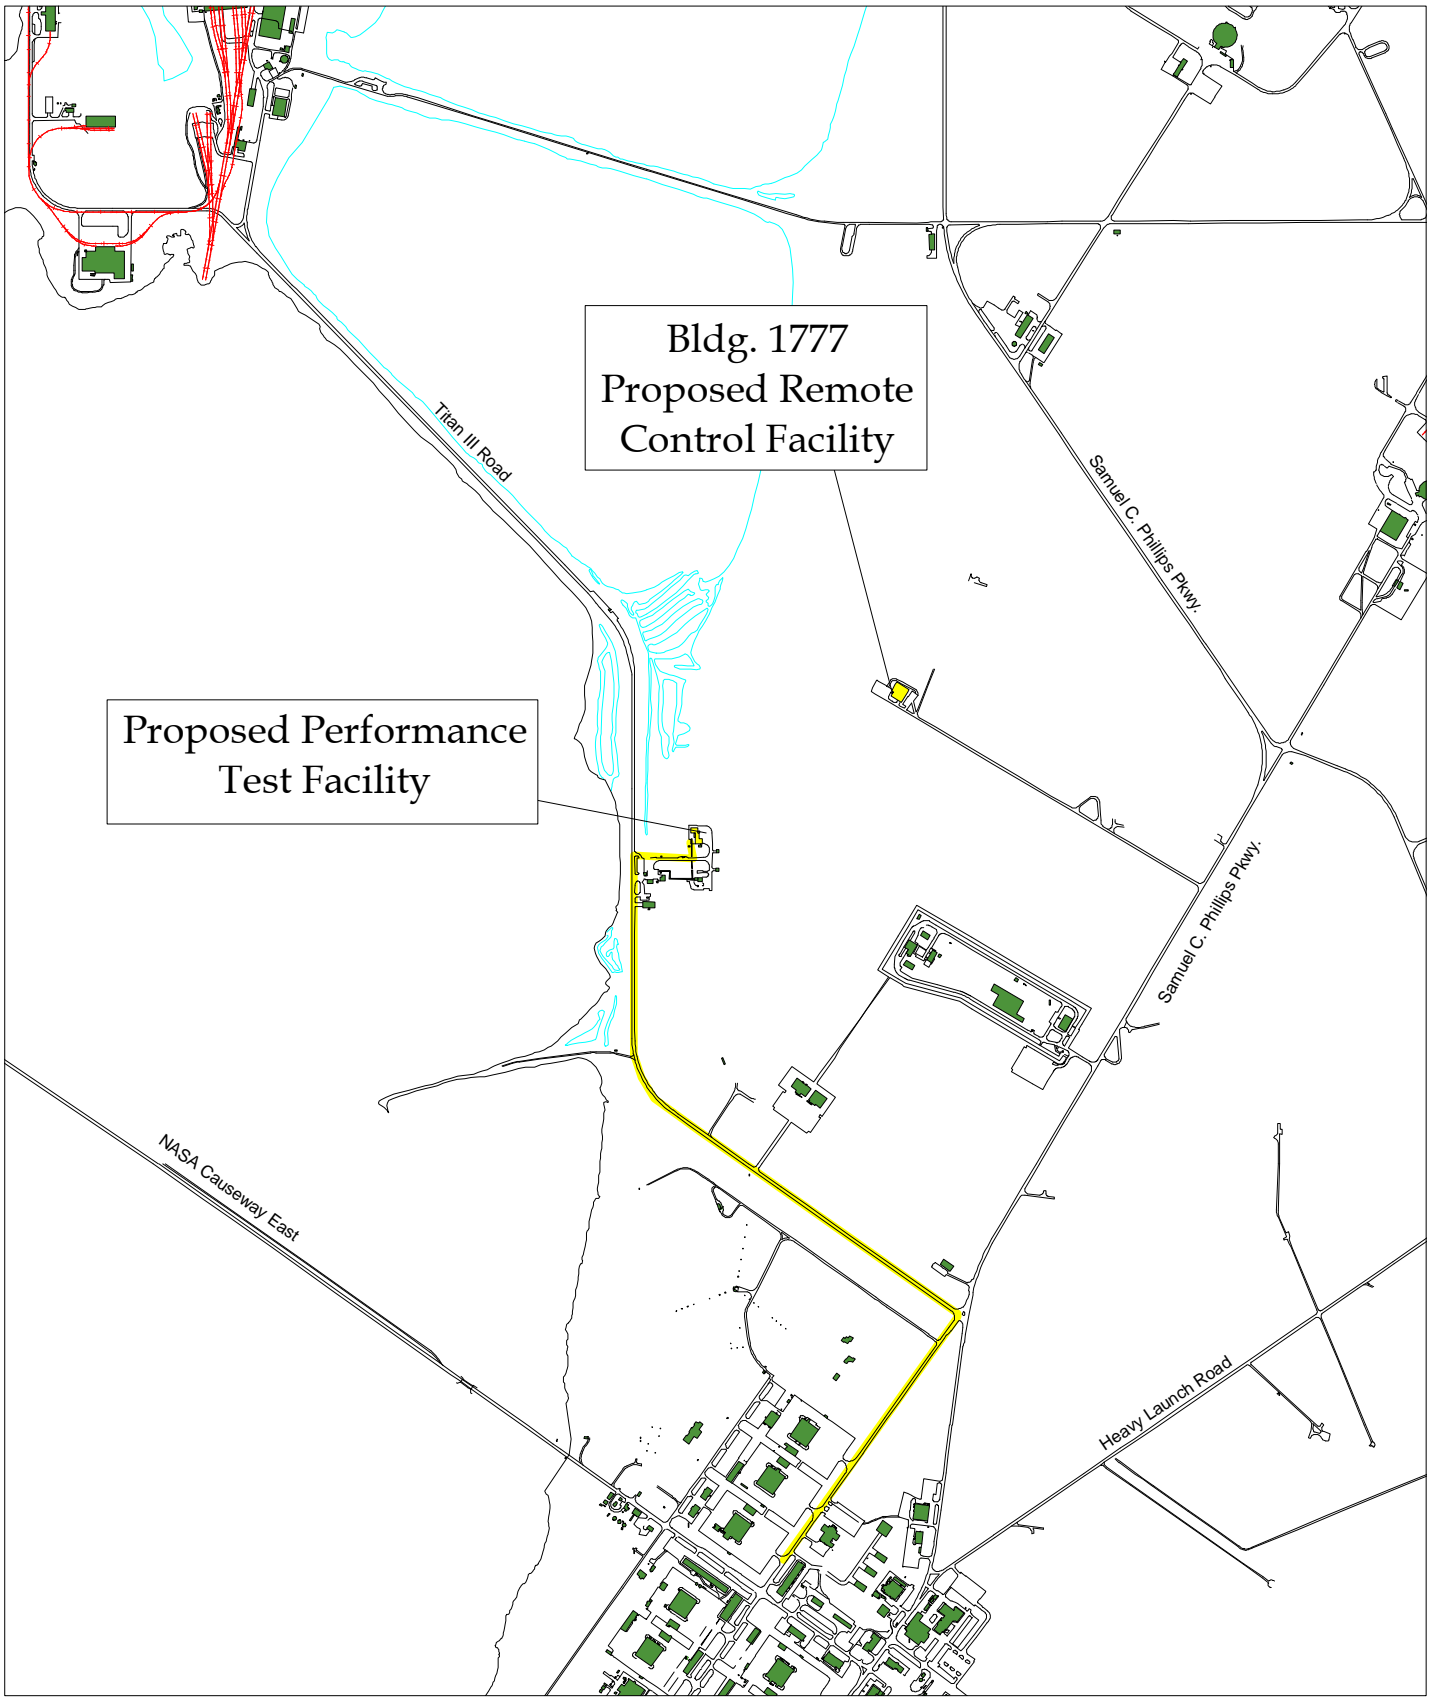 Bldg. 1777
Proposed Remote
Control Facility
Titan III Road
Samuel C. Phillips Pkwy.
Proposed Performance
Test Facility
Samuel C. Phillips Pkwy.
NASA Causeway East
Heavy Launch Road